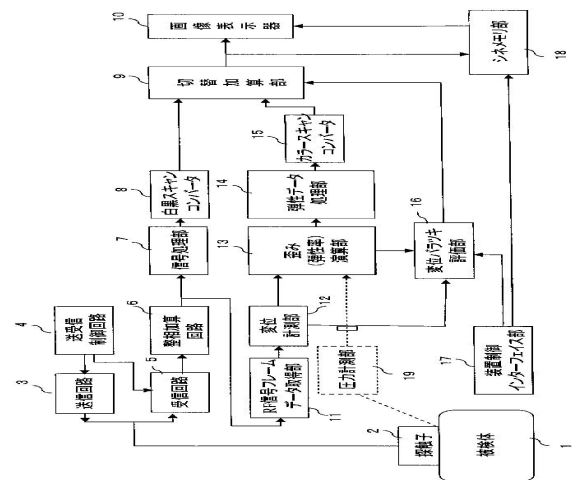 1
被検体
2
探触子
3
送信回路
4
送受信
制御回路
5
受信回路
6
整相加算
回路
7
信号処理部
8
白黒スキャン
コンバータ
9
切替加算部
10
画像表示器
11
RF信号フレーム
データ取得部
12
変位
計測部
13
歪み
(弾性率)
演算部
14
弾性データ
処理部
15
カラースキャン
コンバータ
16
変位バラツキ
評価部
17
装置制御
インターフェイス部
18
シネメモリ部
19
圧力計測部